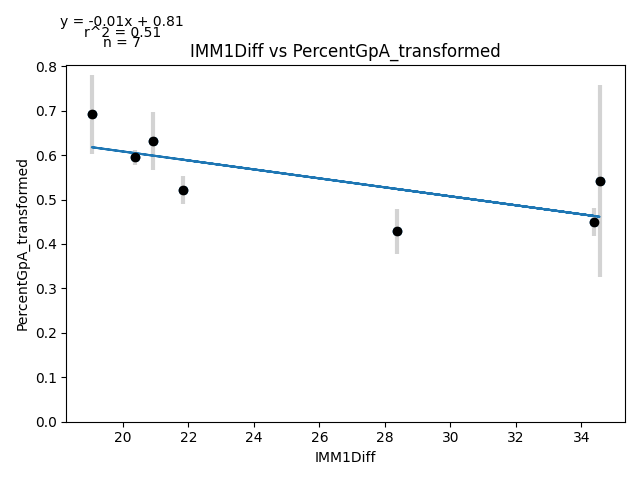 y = -0.01x + 0.81
r^2 = 0.51
n = 7
IMM1Diff vs PercentGpA_transformed
PercentGpA_transformed
0.8
0.7
0.6
0.5
0.4
0.3
0.2
0.1
0.0
20 22 24 26 28 30 32 34
IMM1Diff